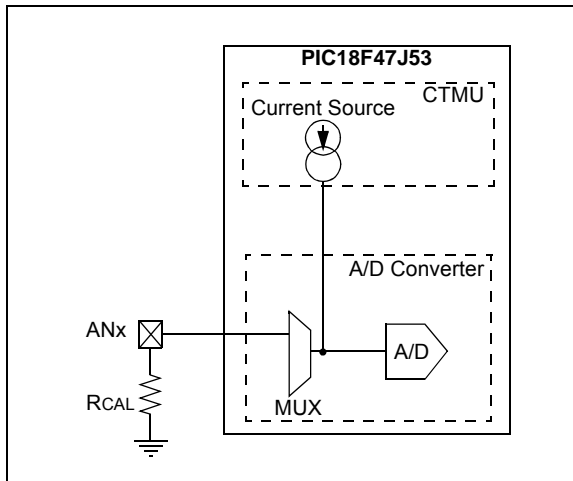 PIC18F47J53
CTMU
Current Source
A/D Converter
ANx
A/D
RCAL
MUX